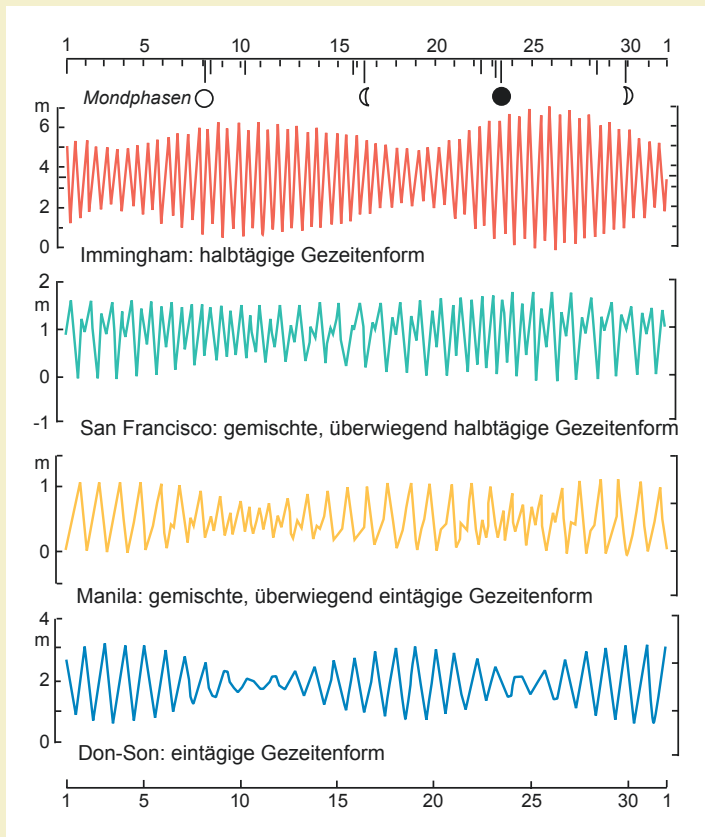 1 5 10 15 20 25 30 1
Mondphasen
m
6
4
2
0
Immingham: halbtägige Gezeitenform
2
m
1
0
-1
San Francisco: gemischte, überwiegend halbtägige Gezeitenform
m
1
0
Manila: gemischte, überwiegend eintägige Gezeitenform
4
m
2
0
Don-Son: eintägige Gezeitenform
1 5 10 15 20 25 30 1